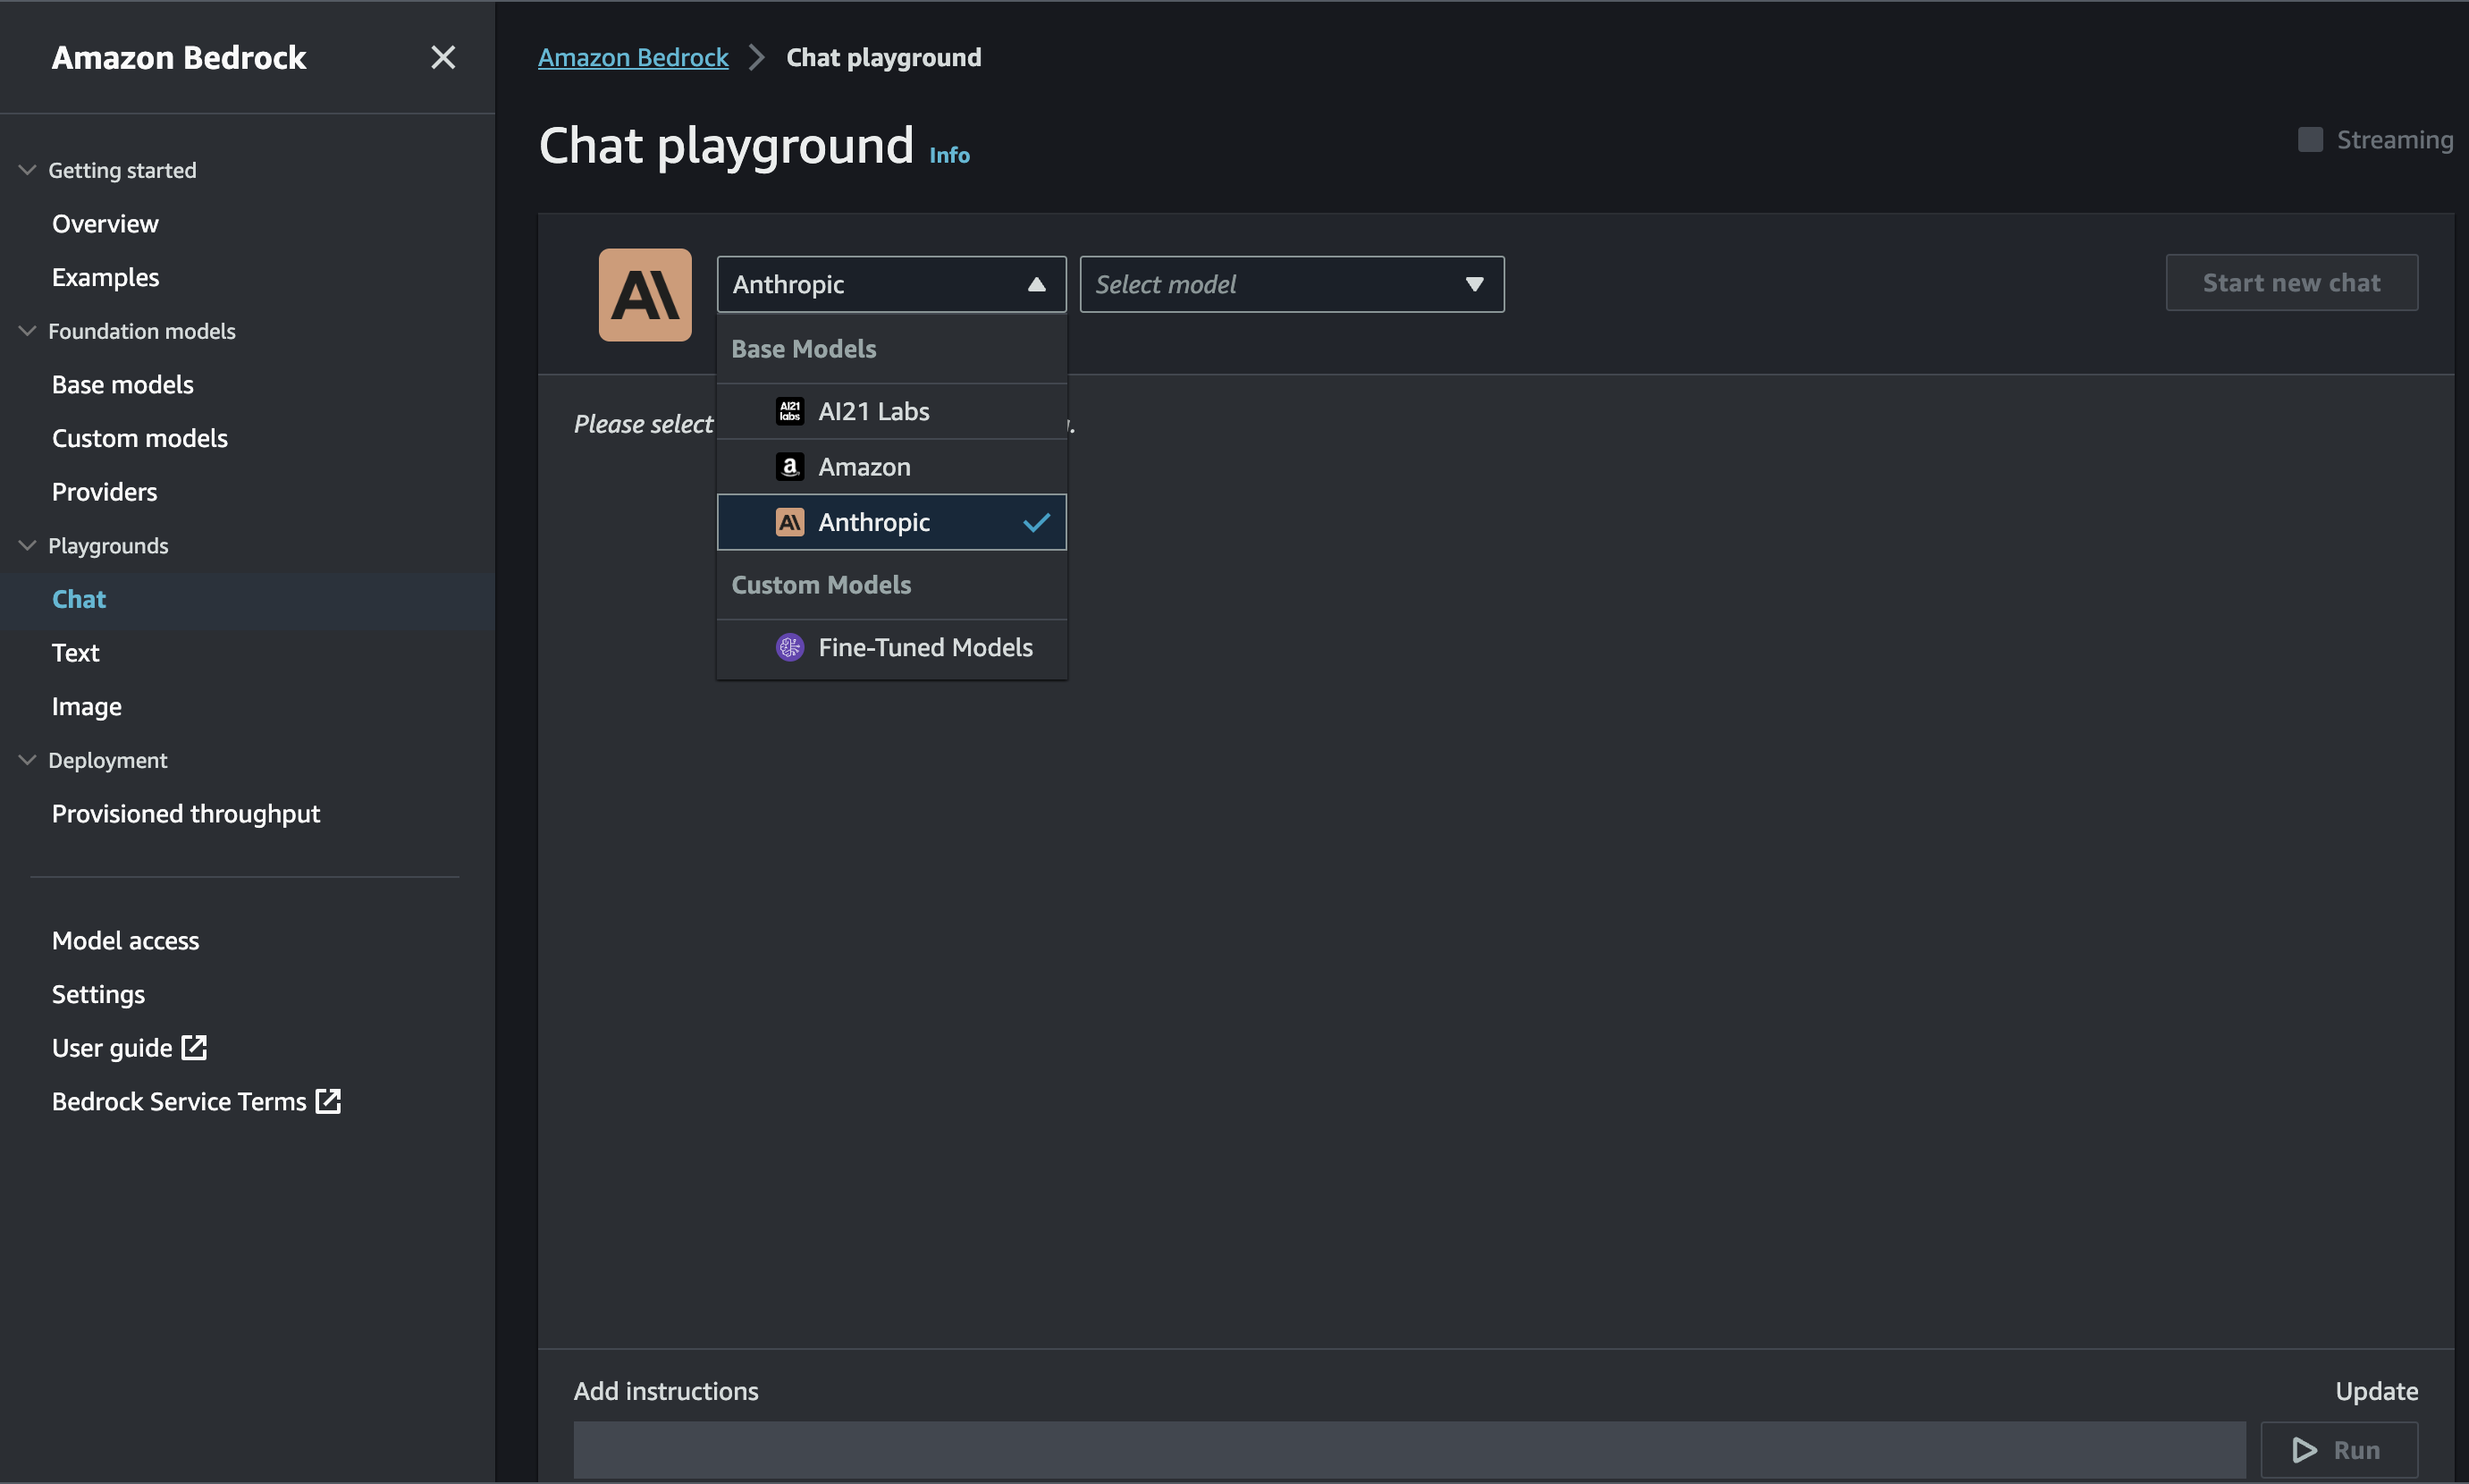 Amazon Bedrock
Getting started
Overview
Examples
Foundation models
Base models
Custom models
Providers
Playgrounds
Chat
Text
Image
Deployment
Provisioned throughput
Model access
Settings
User guide
Bedrock Service Terms
Amazon Bedrock > Chat playground
Chat playground Info
Streaming
Anthropic
Select model
Start new chat
Base Models
AI21 Labs
Amazon
Anthropic
Custom Models
Fine-Tuned Models
Please select
Add instructions
Update
Run